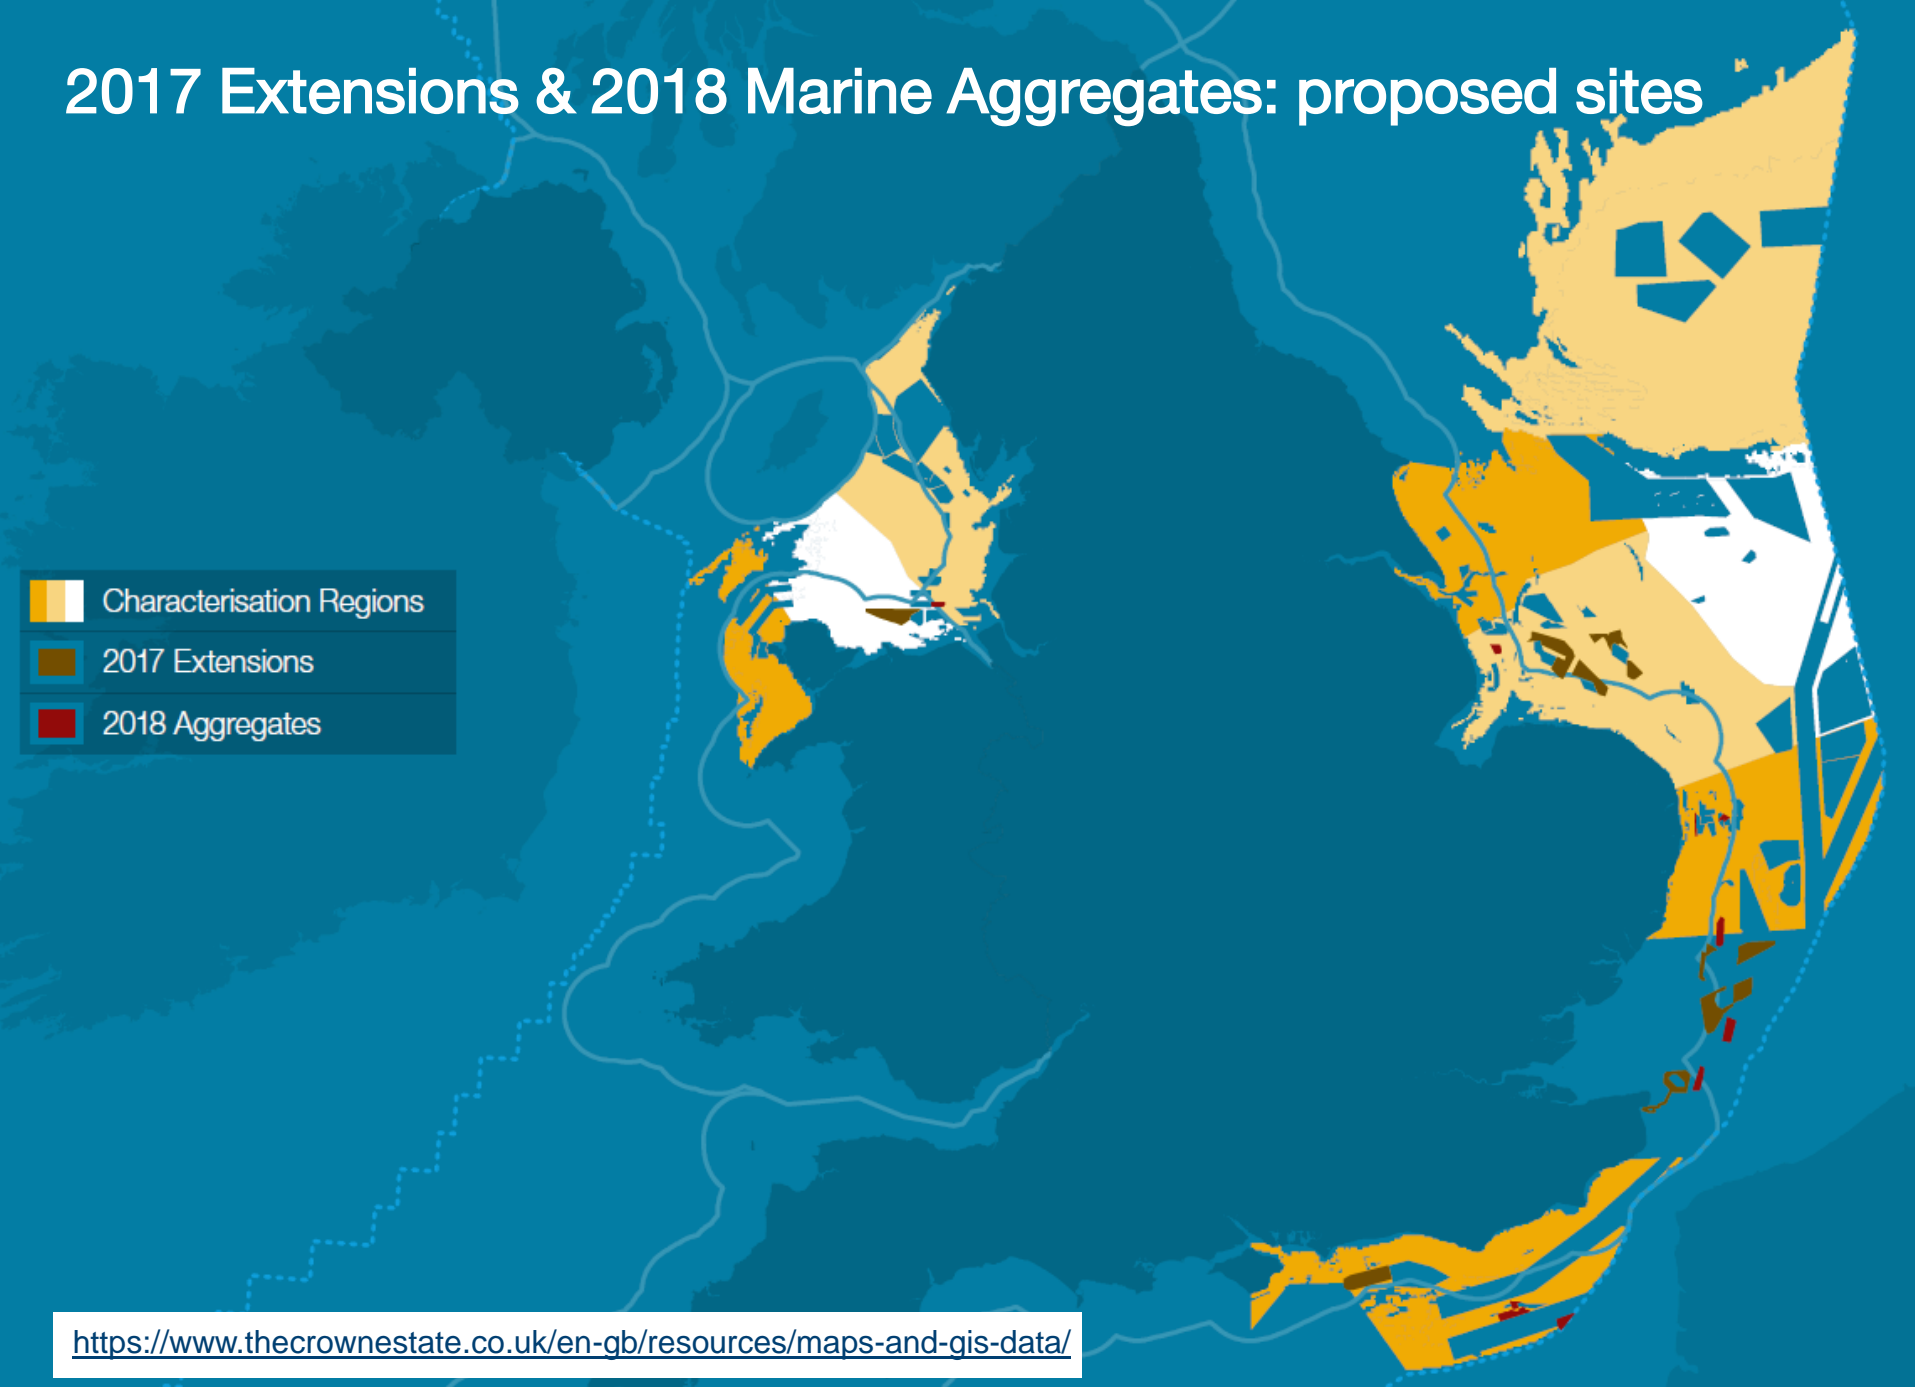 2017 Extensions & 2018 Marine Aggregates: proposed sites
Characterisation Regions
2017 Extensions
2018 Aggregates
https://www.thecrownestate.co.uk/en-gb/resources/maps-and-gis-data/